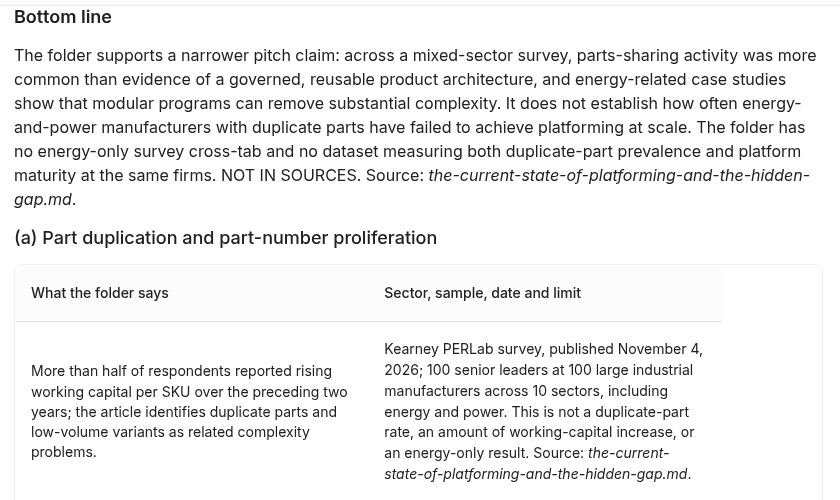 Bottom line
The folder supports a narrower pitch claim: across a mixed-sector survey, parts-sharing activity was more
common than evidence of a governed, reusable product architecture, and energy-related case studies
show that modular programs can remove substantial complexity. It does not establish how often energy-
and-power manufacturers with duplicate parts have failed to achieve platforming at scale. The folder has
no energy-only survey cross-tab and no dataset measuring both duplicate-part prevalence and platform
maturity at the same firms. NOT IN SOURCES. Source: the-current-state-of-platforming-and-the-hidden-
gap.md.
(a) Part duplication and part-number proliferation
What the folder says
Sector, sample, date and limit
More than half of respondents reported rising
working capital per SKU over the preceding two
years; the article identifies duplicate parts and
low-volume variants as related complexity
problems.
Kearney PERLab survey, published November 4,
2026; 100 senior leaders at 100 large industrial
manufacturers across 10 sectors, including
energy and power. This is not a duplicate-part
rate, an amount of working-capital increase, or
an energy-only result. Source: the-current-
state-of-platforming-and-the-hidden-gap.md.